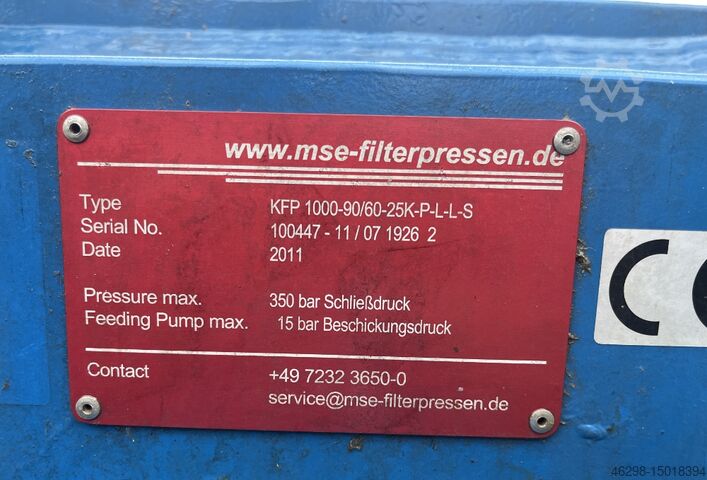 www.mse-filterpressen.de
Type KFP 1000-90/60-25K-P-L-L-S
Serial No. 100447 - 11 / 07 1926 2
Date 2011
Pressure max. 350 bar Schließdruck
Feeding Pump max. 15 bar Beschickungsdruck
Contact +49 7232 3650-0
service@mse-filterpressen.de
CE
46298-15018394